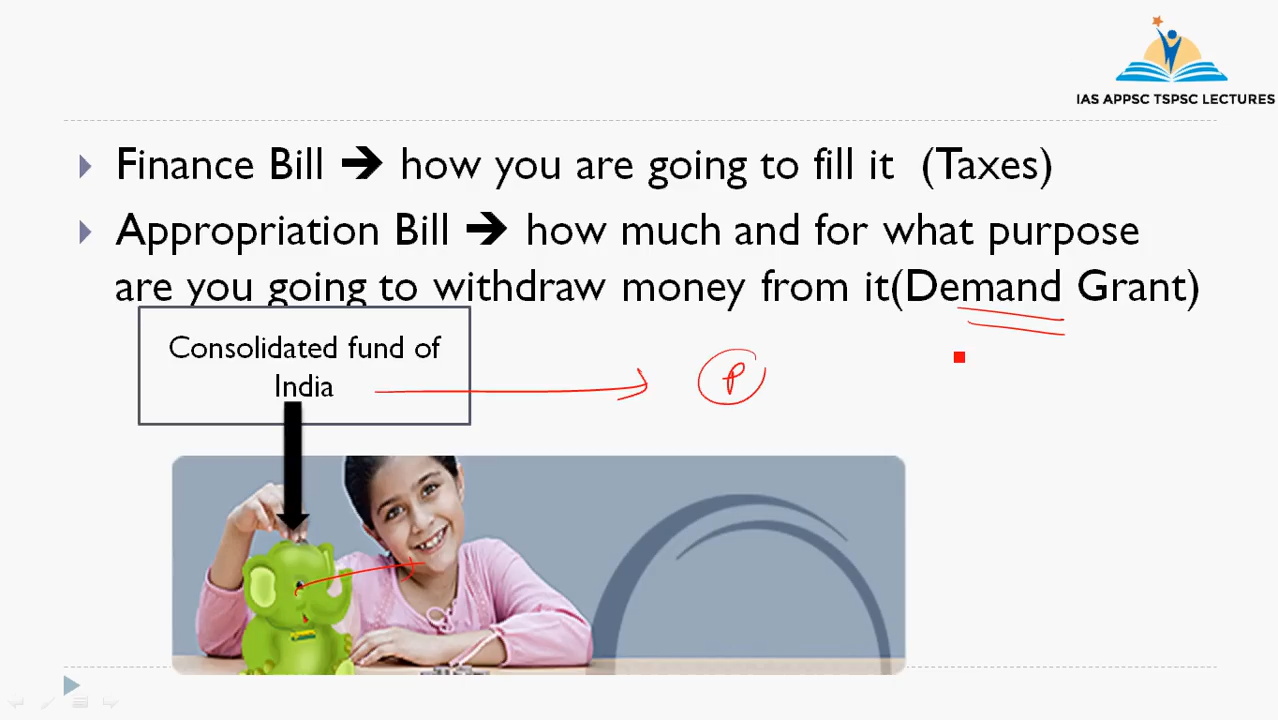 IAS APPSC TSPSC LECTURES
Finance Bill → how you are going to fill it (Taxes)
Appropriation Bill → how much and for what purpose
are you going to withdraw money from it(Demand Grant)
Consolidated fund of
India
P